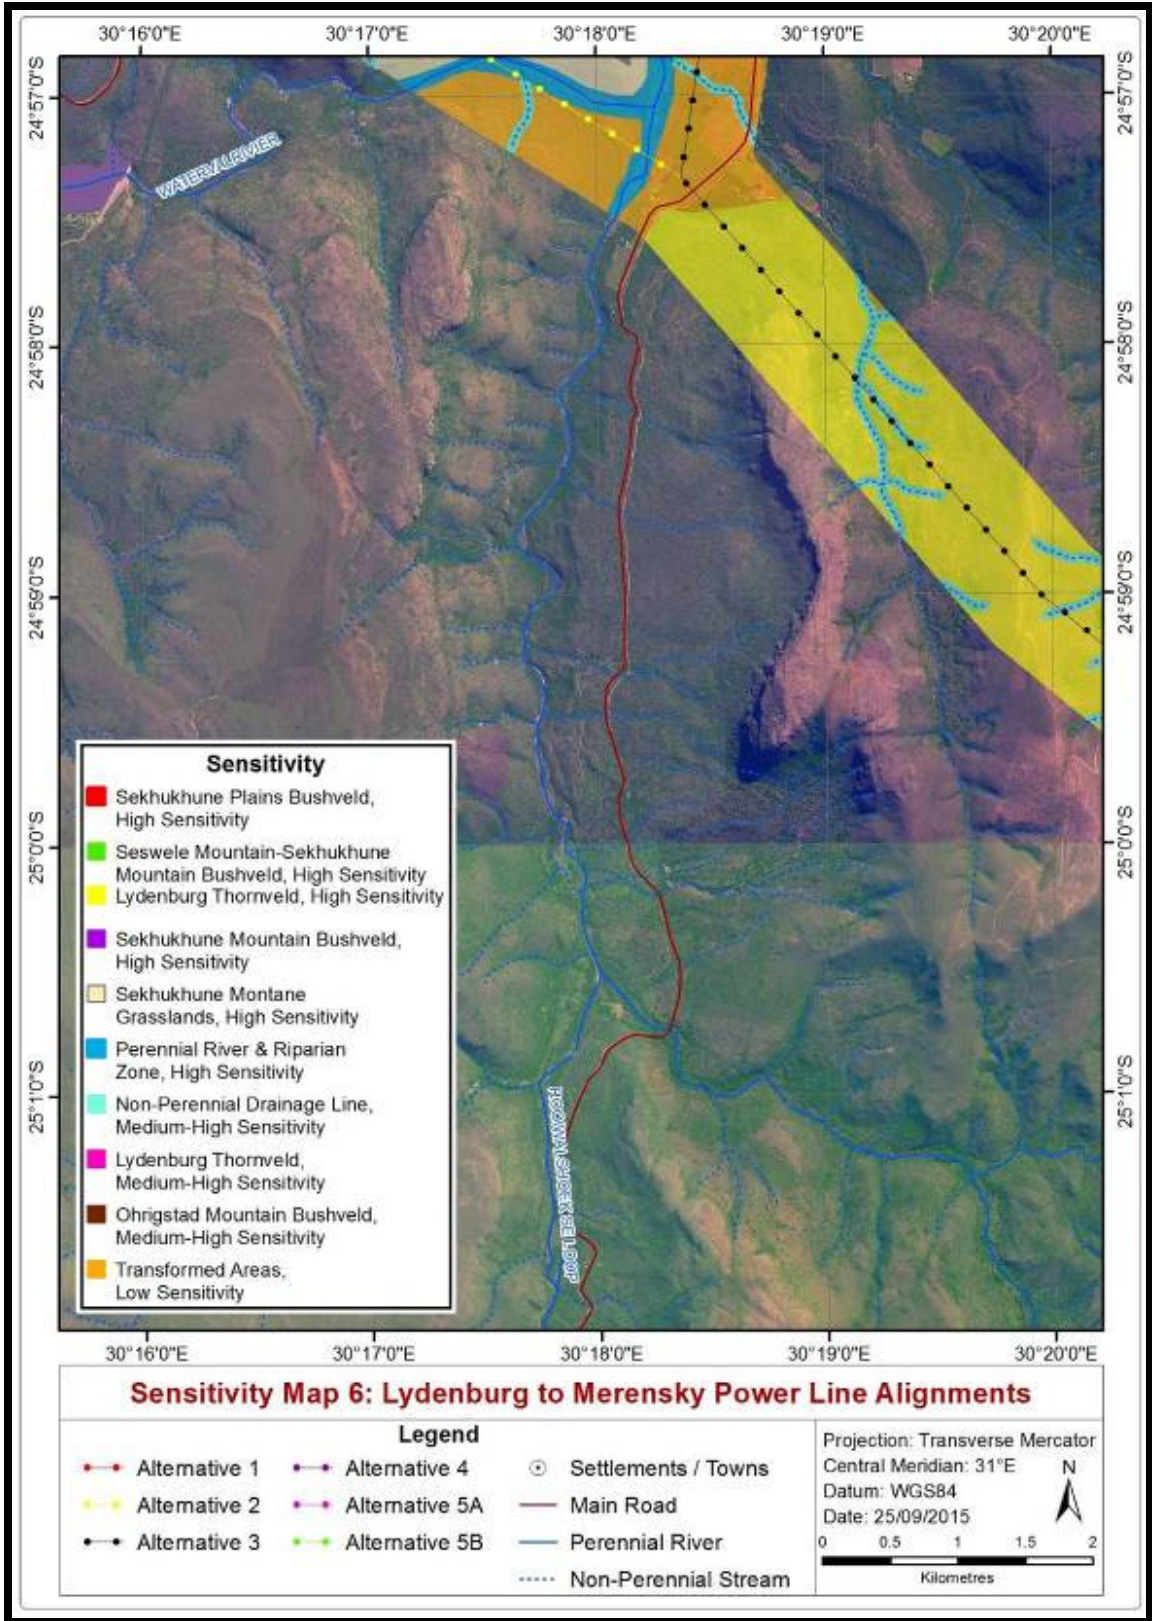 30°16'0"E 30°17'0"E 30°18'0"E 30°19'0"E 30°20'0"E
24°57'0"S
24°57'0"S
WATERVALRIVIER
24°58'0"S
24°58'0"S
24°59'0"S
24°59'0"S
25°0'0"S
25°0'0"S
25°1'0"S
25°1'0"S
Sensitivity
Sekhukhune Plains Bushveld,
High Sensitivity
Seswele Mountain-Sekhukhune
Mountain Bushveld, High Sensitivity
Lydenburg Thornveld, High Sensitivity
Sekhukhune Mountain Bushveld,
High Sensitivity
Sekhukhune Montane
Grasslands, High Sensitivity
Perennial River & Riparian
Zone, High Sensitivity
Non-Perennial Drainage Line,
Medium-High Sensitivity
Lydenburg Thornveld,
Medium-High Sensitivity
Ohrigstad Mountain Bushveld,
Medium-High Sensitivity
Transformed Areas,
Low Sensitivity
30°16'0"E 30°17'0"E 30°18'0"E 30°19'0"E 30°20'0"E
Sensitivity Map 6: Lydenburg to Merensky Power Line Alignments
Legend
Alternative 1
Alternative 2
Alternative 3
Alternative 4
Alternative 5A
Alternative 5B
Settlements / Towns
Main Road
Perennial River
Non-Perennial Stream
Projection: Transverse Mercator
Central Meridian: 31°E
Datum: WGS84
Date: 25/09/2015
N
0 0.5 1 1.5 2
Kilometres